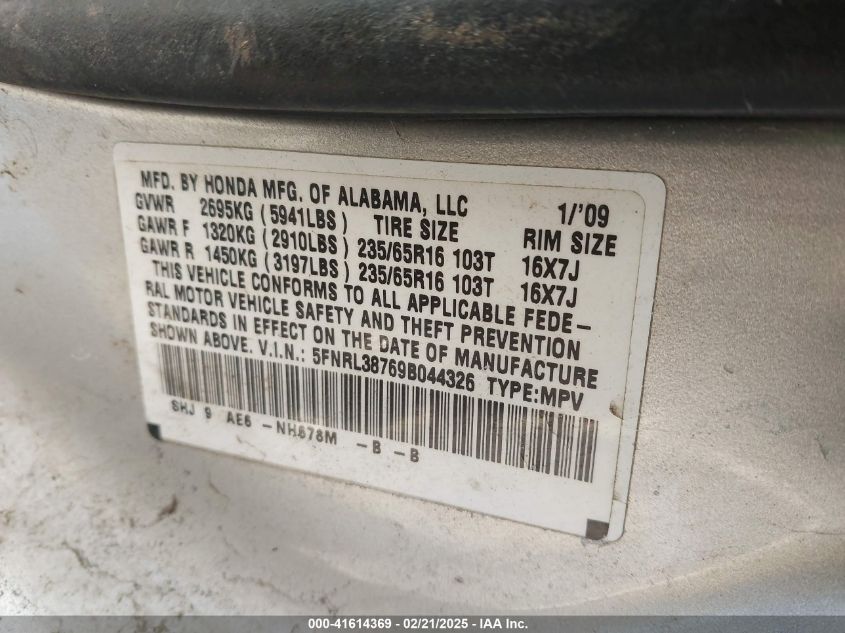 MFD. BY HONDA MFG. OF ALABAMA, LLC 1/'09
GVWR 2695KG (5941LBS) TIRE SIZE RIM SIZE
GAWR F 1320KG (2910LBS) 235/65R16 103T 16X7J
GAWR R 1450KG (3197LBS) 235/65R16 103T 16X7J
THIS VEHICLE CONFORMS TO ALL APPLICABLE FEDE-
RAL MOTOR VEHICLE SAFETY AND THEFT PREVENTION
STANDARDS IN EFFECT ON THE DATE OF MANUFACTURE
SHOWN ABOVE. V.I.N.: 5FNRL38769B044326 TYPE:MPV
SHJ 9 AE6 -NH678M -B -B
000-41614369 - 02/21/2025 - IAA Inc.